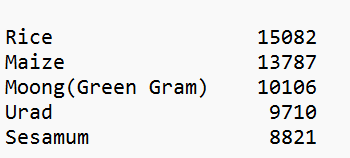 Rice 15082
Maize 13787
Moong(Green Gram) 10106
Urad 9710
Sesamum 8821